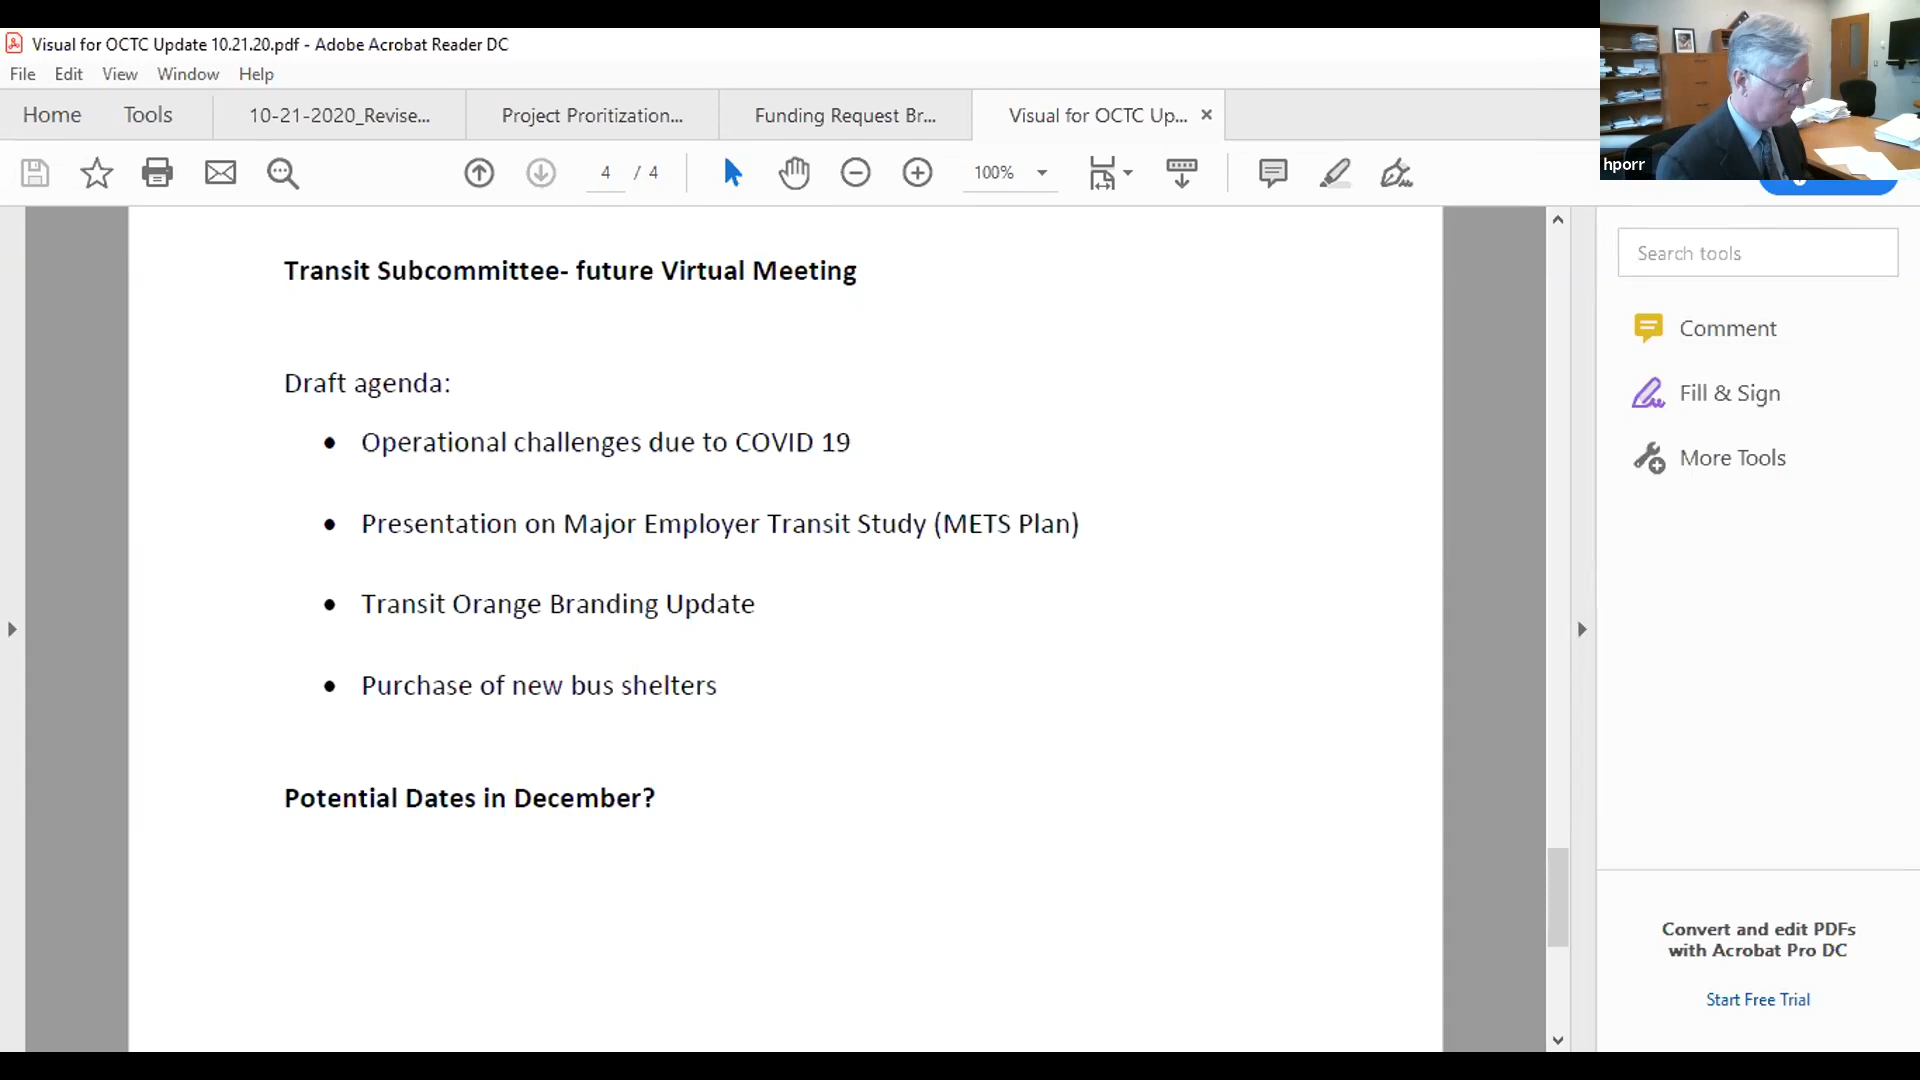 Visual for OCTC Update 10.21.20.pdf - Adobe Acrobat Reader DC
File Edit View Window Help
Home Tools 10-21-2020_Revise... Project Proritization... Funding Request Br... Visual for OCTC Up... ×
4 / 4 100%
hporr
Transit Subcommittee- future Virtual Meeting
Draft agenda:
• Operational challenges due to COVID 19
• Presentation on Major Employer Transit Study (METS Plan)
• Transit Orange Branding Update
• Purchase of new bus shelters
Potential Dates in December?
Search tools
Comment
Fill & Sign
More Tools
Convert and edit PDFs
with Acrobat Pro DC
Start Free Trial